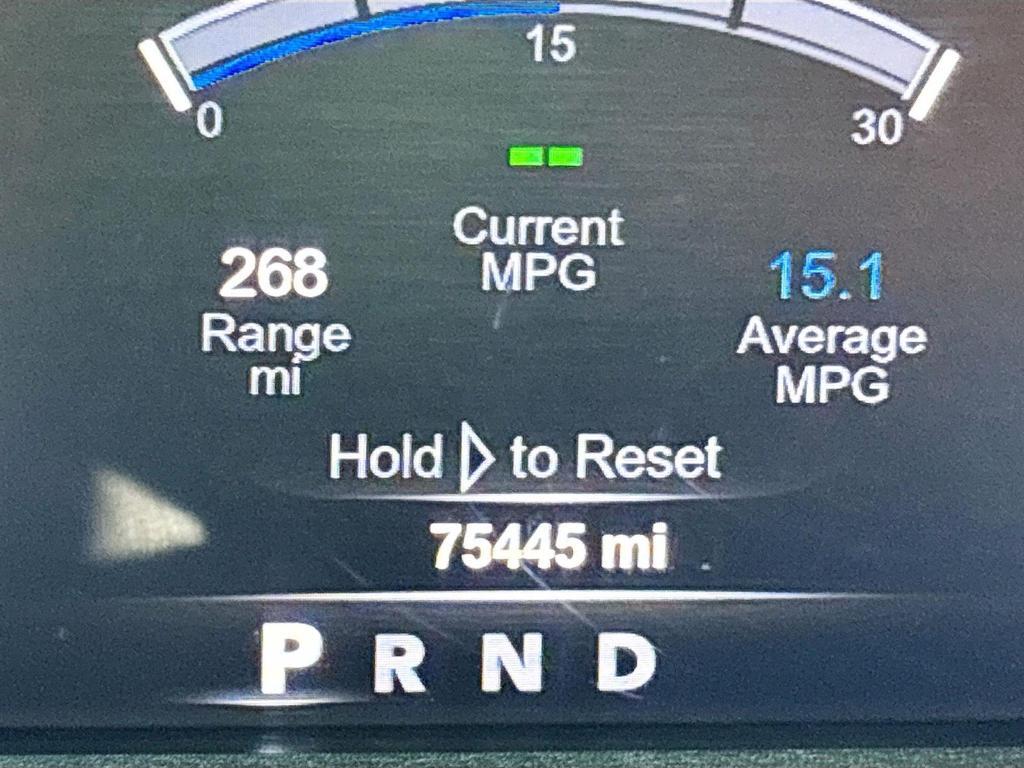 15
0
30
Current
MPG
268
Range
mi
15.1
Average
MPG
Hold ▷ to Reset
75445 mi
P R N D